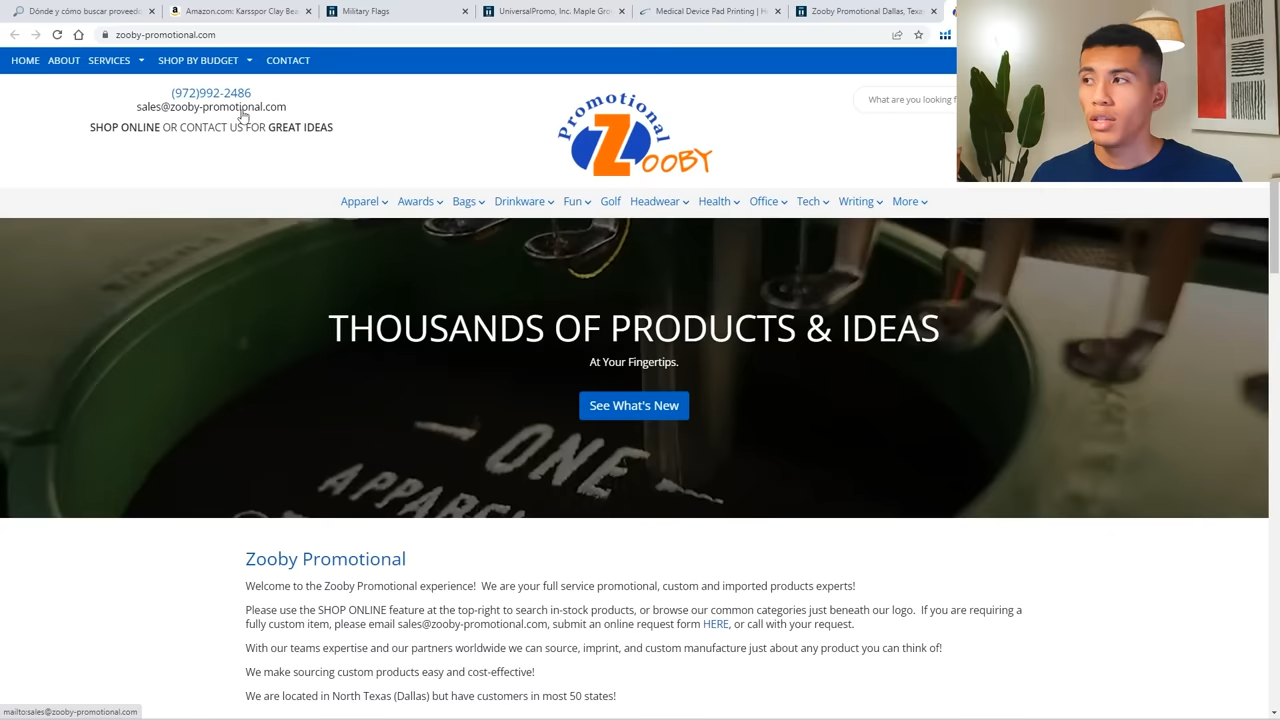 Dónde y cómo buscar proveedo
Amazon.com: Karsspor Clay Bea
Military Flags
UniversalPromo, Inc. Maple Gro
Medical Device Pad Printing | H
Zooby Promotional Dallas, Texa
zooby-promotional.com
HOME ABOUT SERVICES SHOP BY BUDGET CONTACT
(972)992-2486
sales@zooby-promotional.com
SHOP ONLINE OR CONTACT US FOR GREAT IDEAS
Promotional
ZOOBY
What are you looking f
Apparel Awards Bags Drinkware Fun Golf Headwear Health Office Tech Writing More
THOUSANDS OF PRODUCTS & IDEAS
At Your Fingertips.
See What's New
ONE
APPAREL
Zooby Promotional
Welcome to the Zooby Promotional experience! We are your full service promotional, custom and imported products experts!
Please use the SHOP ONLINE feature at the top-right to search in-stock products, or browse our common categories just beneath our logo. If you are requiring a
fully custom item, please email sales@zooby-promotional.com, submit an online request form HERE, or call with your request.
With our teams expertise and our partners worldwide we can source, imprint, and custom manufacture just about any product you can think of!
We make sourcing custom products easy and cost-effective!
We are located in North Texas (Dallas) but have customers in most 50 states!
mailto:sales@zooby-promotional.com